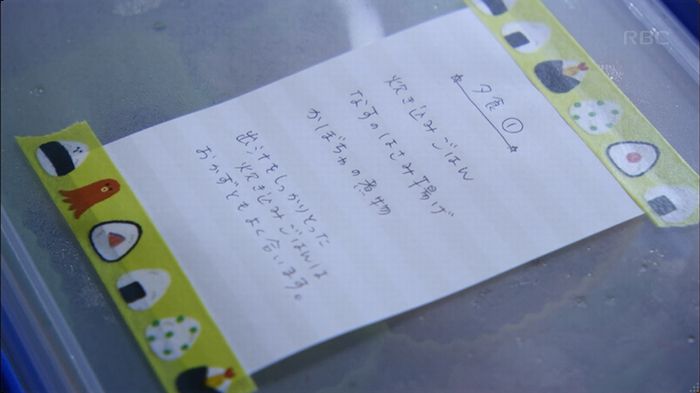 夕食①
炊き込みごはん
なすのはさみ揚げ
かぼちゃの煮物
出汁をしっかりとった
炊き込みごはんは
おかずともよく合います。
RBC